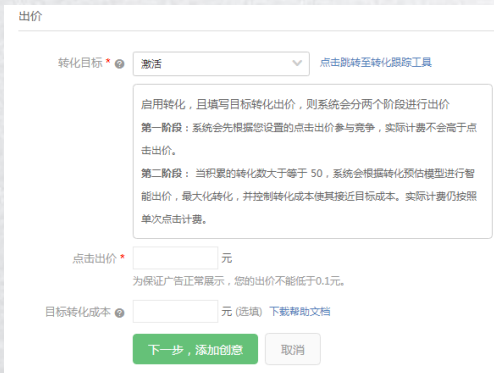 出价
转化目标 * 激活 点击跳转至转化跟踪工具
启用转化，且填写目标转化出价，则系统会分两个阶段进行出价
第一阶段：系统会先根据您设置的点击出价参与竞争，实际计费不会高于点
击出价。
第二阶段： 当积累的转化数大于等于 50，系统会根据转化预估模型进行智
能出价，最大化转化，并控制转化成本使其接近目标成本。实际计费仍按照
单次点击计费。
点击出价 * 元
为保证广告正常展示，您的出价不能低于0.1元。
目标转化成本 元 (选填) 下载帮助文档
下一步，添加创意 取消